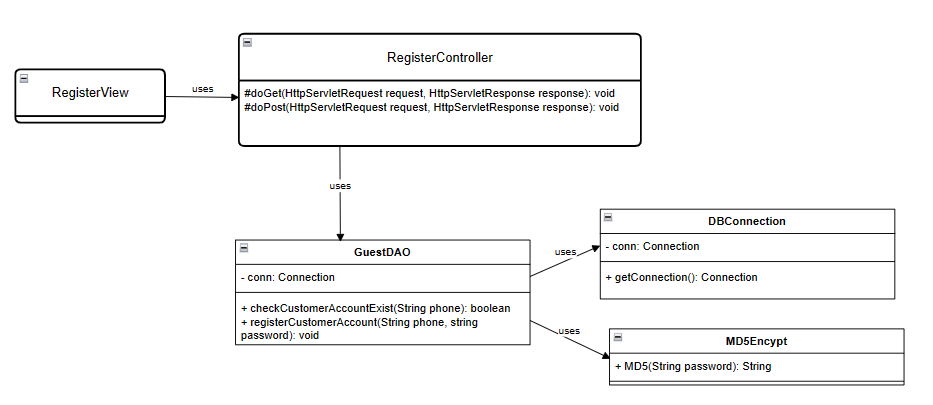 RegisterController
#doGet(HttpServletRequest request, HttpServletResponse response): void
#doPost(HttpServletRequest request, HttpServletResponse response): void
RegisterView
uses
uses
GuestDAO
- conn: Connection
+ checkCustomerAccountExist(String phone): boolean
+ registerCustomerAccount(String phone, string
password): void
uses
DBConnection
- conn: Connection
+ getConnection(): Connection
uses
MD5Encypt
+ MD5(String password): String